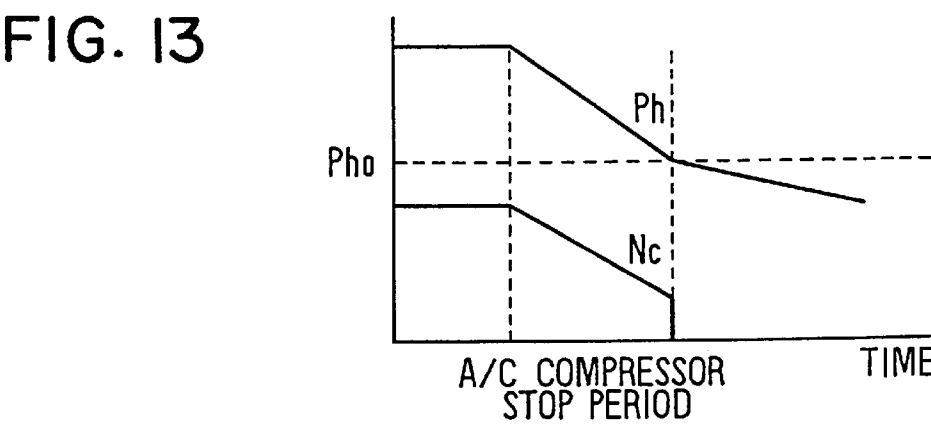 FIG. 13
Ph
Pho
Nc
A/C COMPRESSOR
STOP PERIOD
TIME